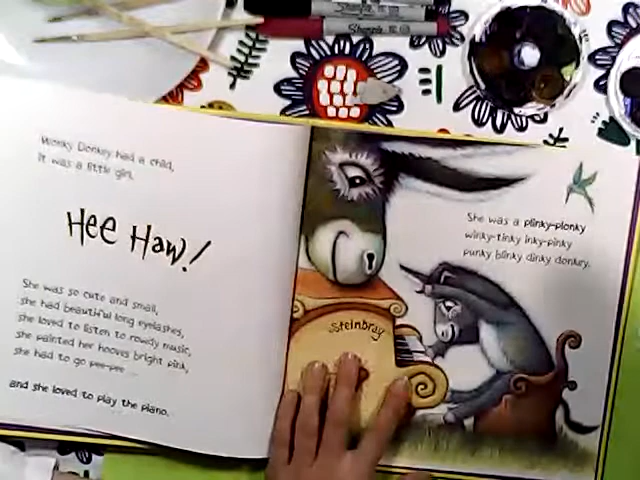 Sharpie
Sharpie
Wonky Donkey had a child,
it was a little girl.
Hee Haw!
She was so cute and small,
she had beautiful long eyelashes,
she loved to listen to rowdy music,
she painted her hooves bright pink,
she had to go pee-pee ...
and she loved to play the piano.
She was a plinky-plonky
winky-tinky inky-pinky
punky blinky dinky donkey.
Steinbray